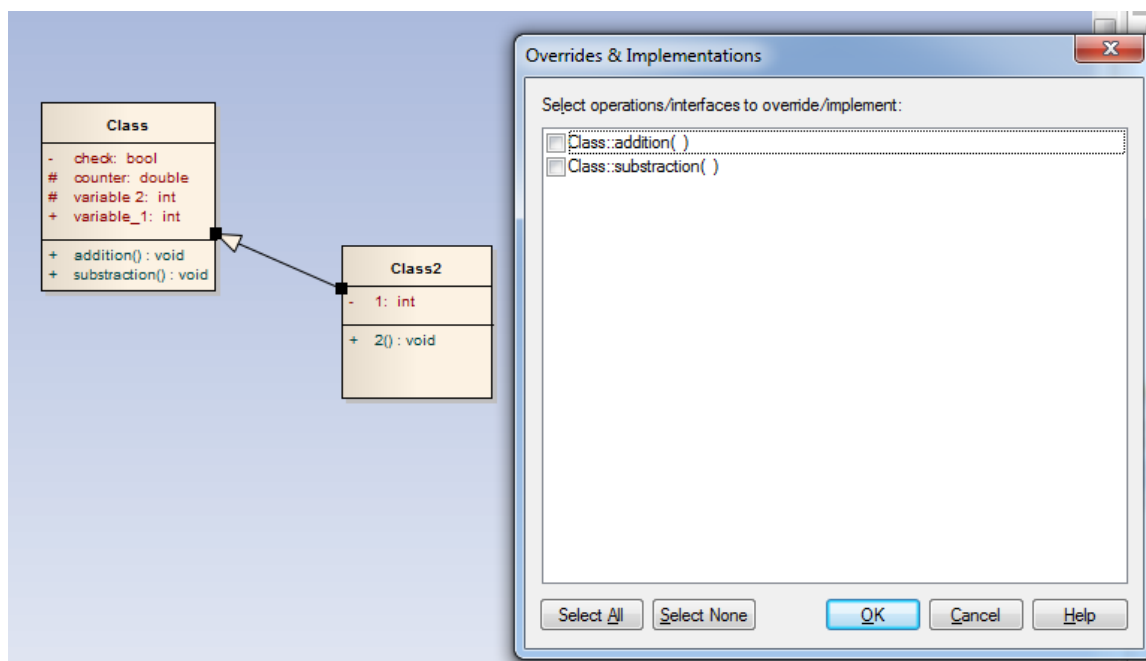 Class
- check: bool
# counter: double
# variable 2: int
+ variable_1: int
+ addition() : void
+ substraction() : void
Class2
- 1: int
+ 2() : void
Overrides & Implementations
Select operations/interfaces to override/implement:
Class::addition( )
Class::substraction( )
Select All Select None OK Cancel Help